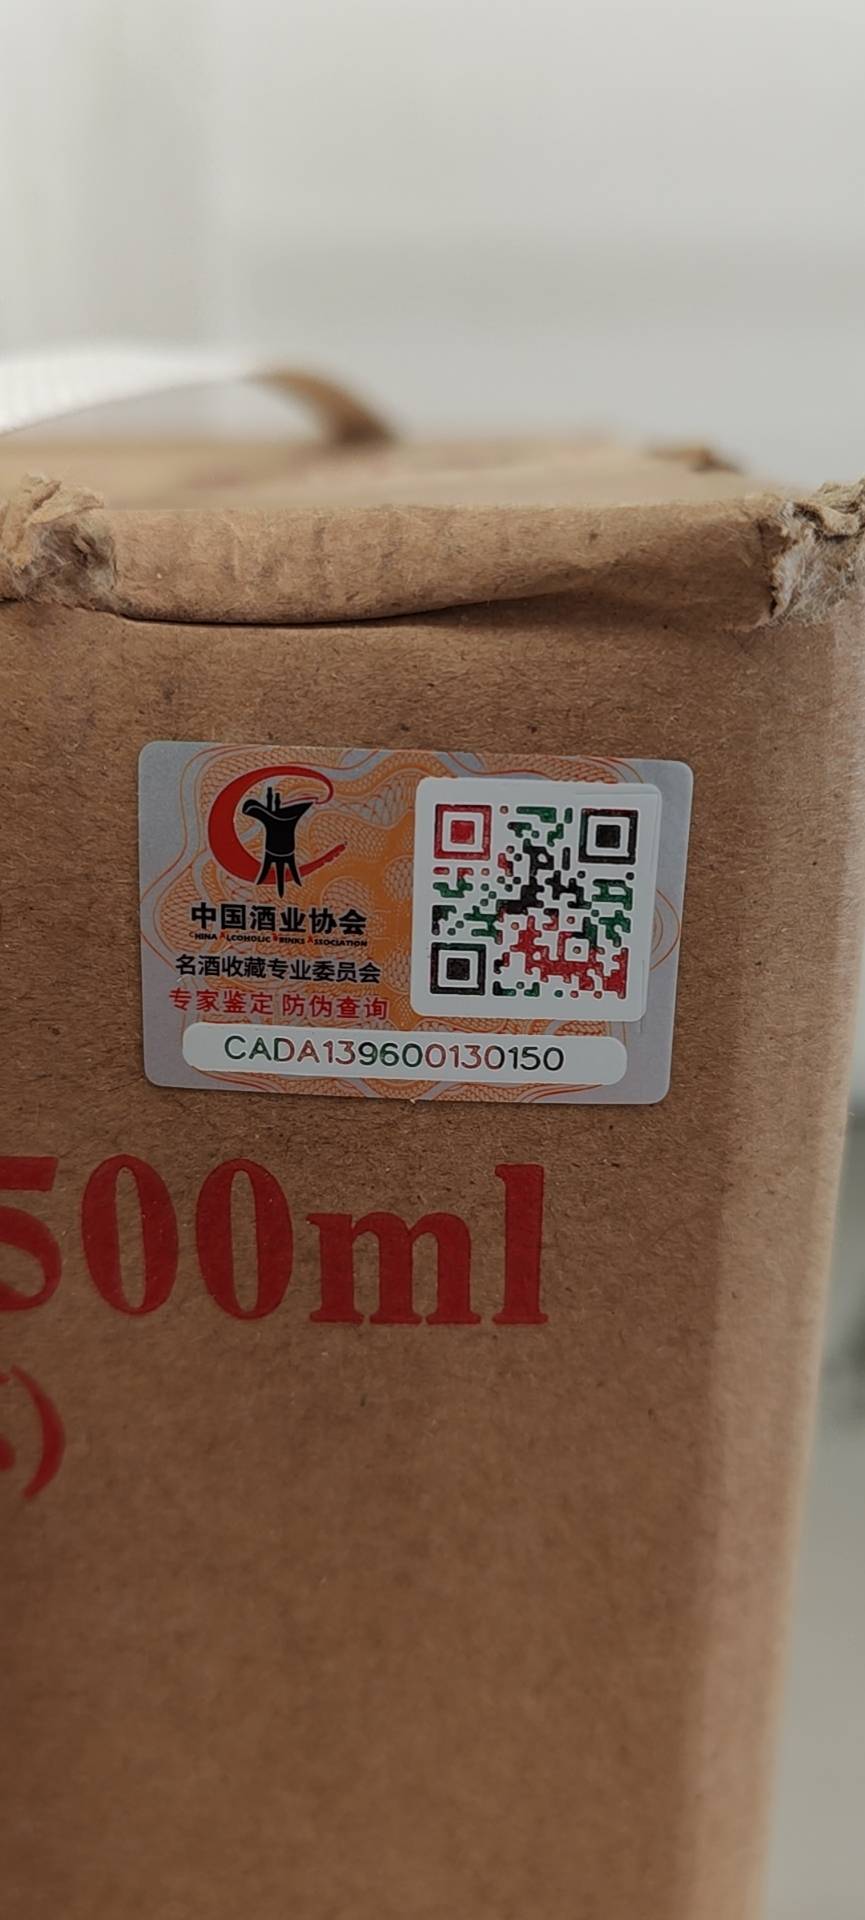 中国酒业协会
CHINA ALCOHOLIC DRINKS ASSOCIATION
名酒收藏专业委员会
专家鉴定 防伪查询
CADA139600130150
500ml
)